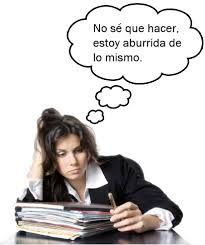 No sé que hacer,
estoy aburrida de
lo mismo.